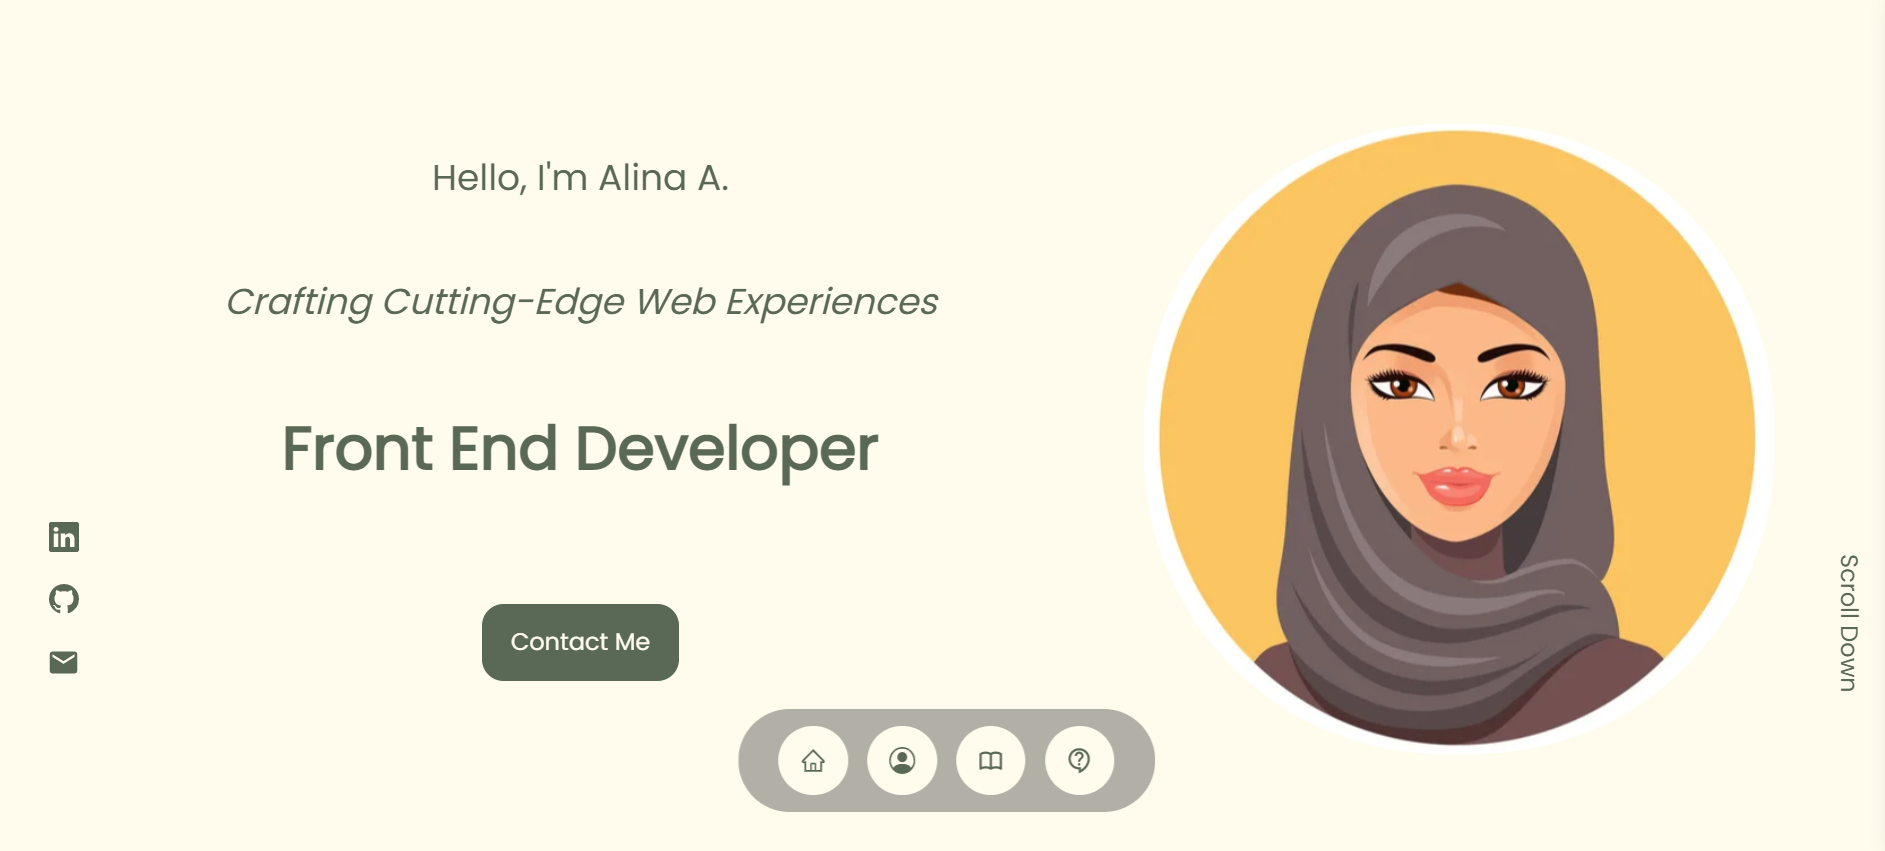 Hello, I'm Alina A.
Crafting Cutting-Edge Web Experiences
Front End Developer
Contact Me
Scroll Down